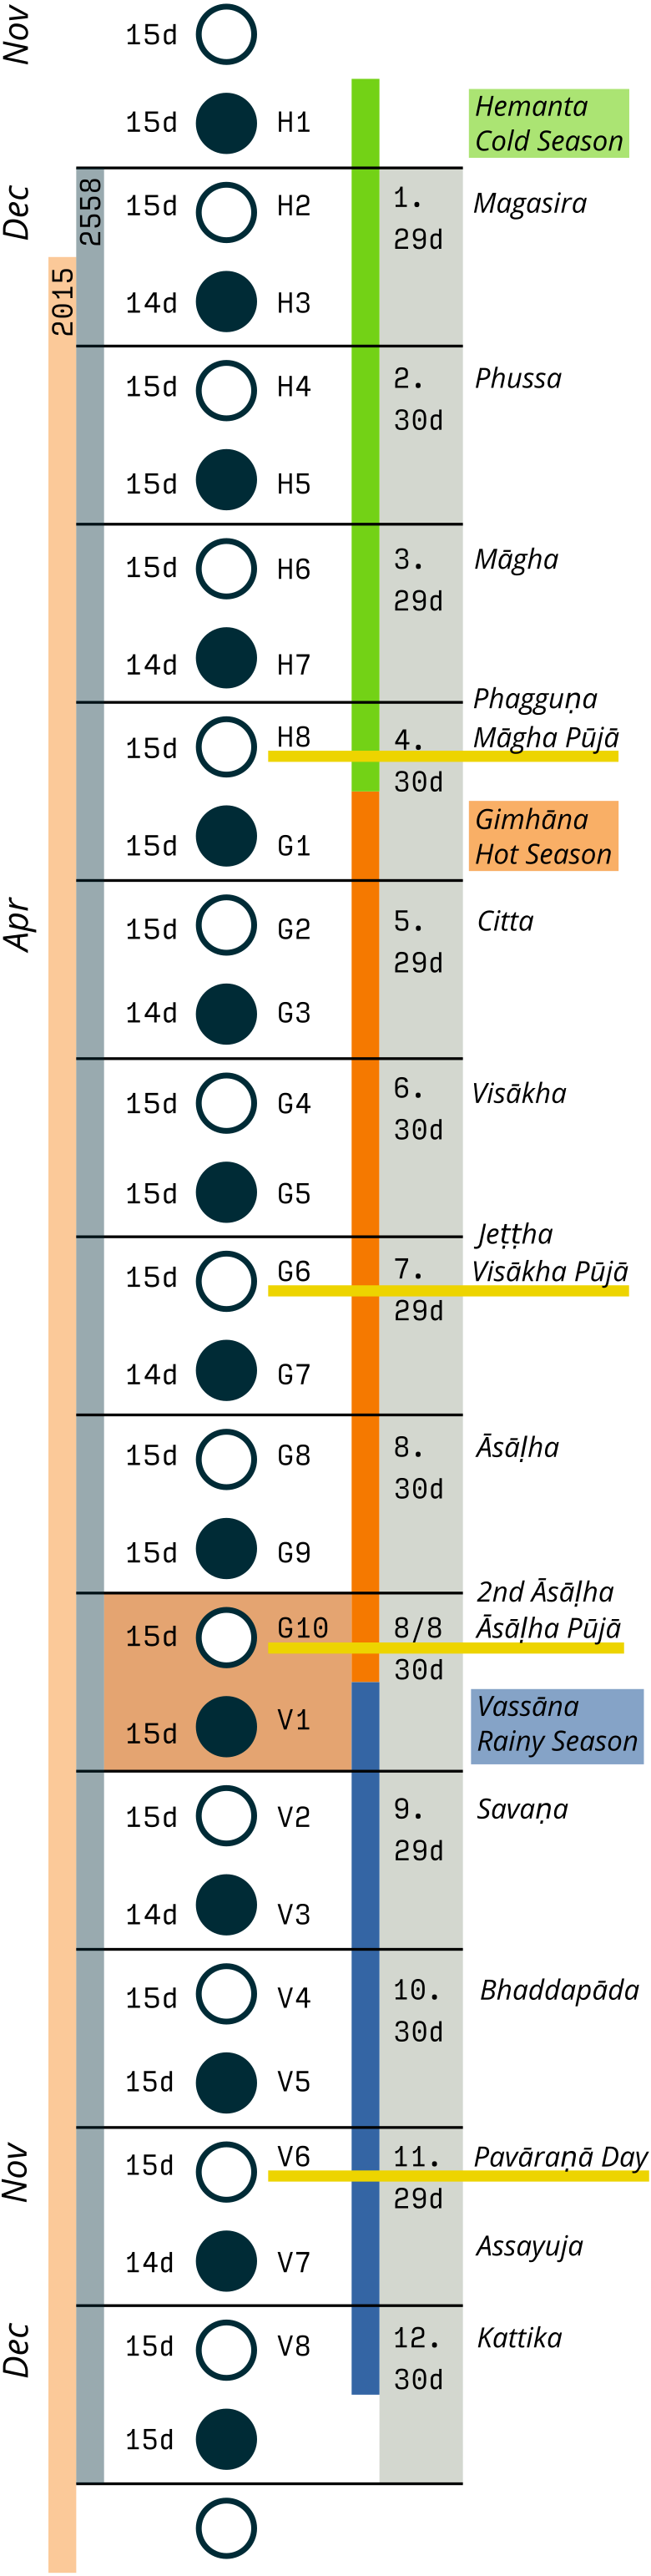 Nov
15d
15d H1
Hemanta
Cold Season
Dec
2558
15d H2 1. Magasira
29d
2015
14d H3
15d H4 2. Phussa
30d
15d H5
15d H6 3. Māgha
29d
14d H7
Phagguṇa
15d H8 4. Māgha Pūjā
30d
Gimhāna
Hot Season
15d G1
Apr
15d G2 5. Citta
29d
14d G3
15d G4 6. Visākha
30d
15d G5
Jeṭṭha
15d G6 7. Visākha Pūjā
29d
14d G7
15d G8 8. Āsāḷha
30d
15d G9
2nd Āsāḷha
15d G10 8/8 Āsāḷha Pūjā
30d
Vassāna
Rainy Season
15d V1
15d V2 9. Savaṇa
29d
14d V3
15d V4 10. Bhaddapāda
30d
15d V5
Nov
15d V6 11. Pavāraṇā Day
29d
14d V7 Assayuja
Dec
15d V8 12. Kattika
30d
15d